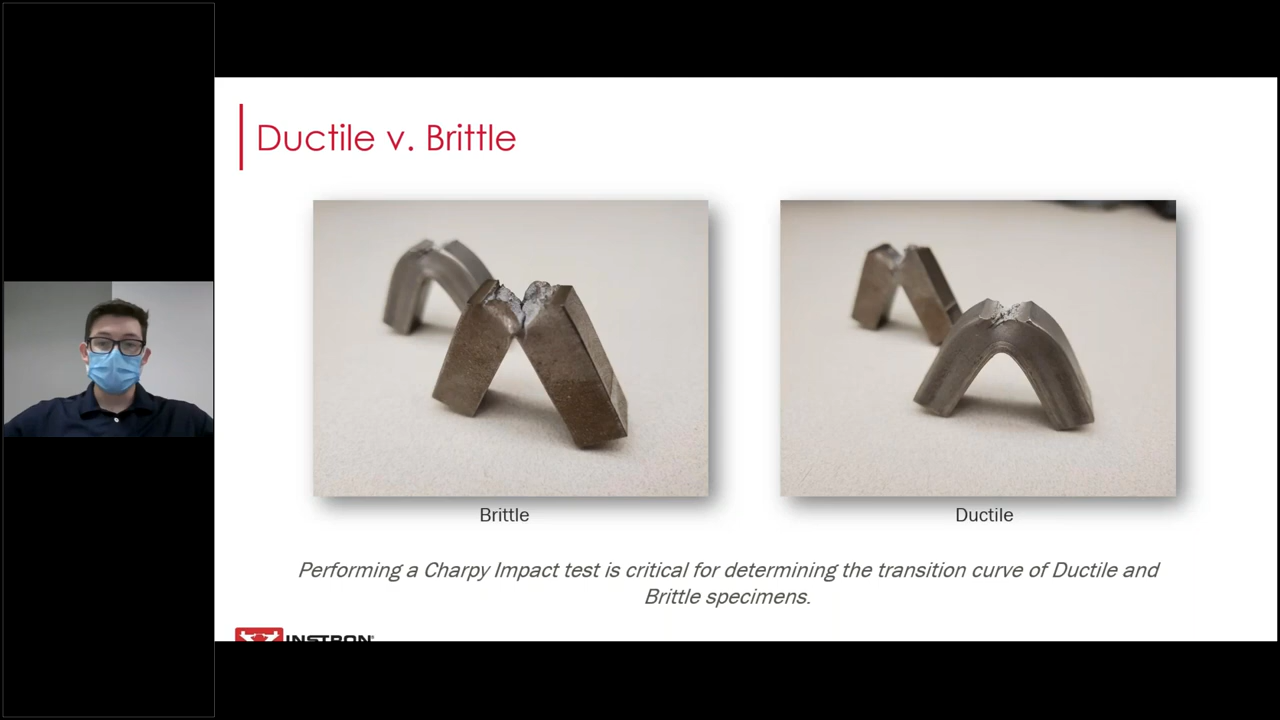 Ductile v. Brittle
Brittle
Ductile
Performing a Charpy Impact test is critical for determining the transition curve of Ductile and
Brittle specimens.
INSTRON®